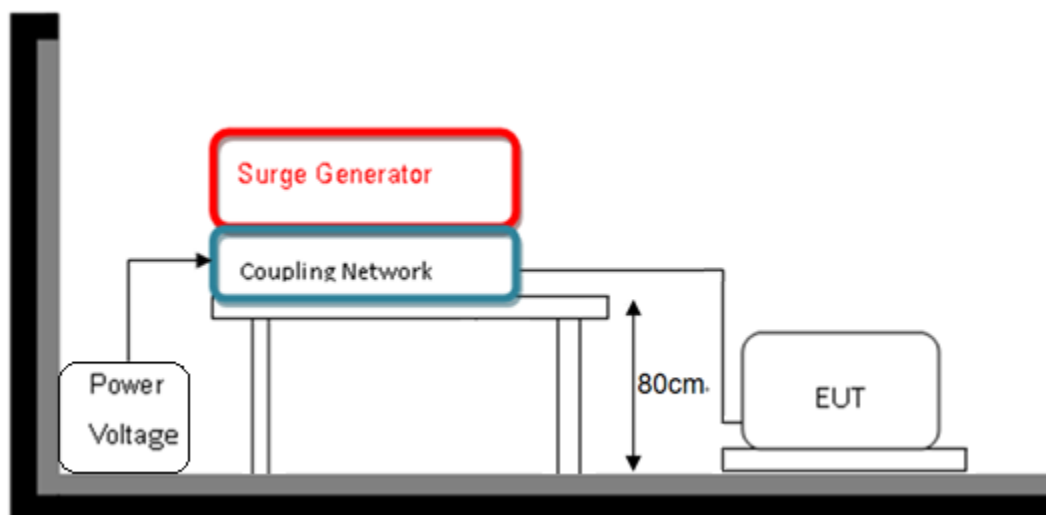 Surge Generator
Coupling Network
Power
Voltage
80cm
EUT